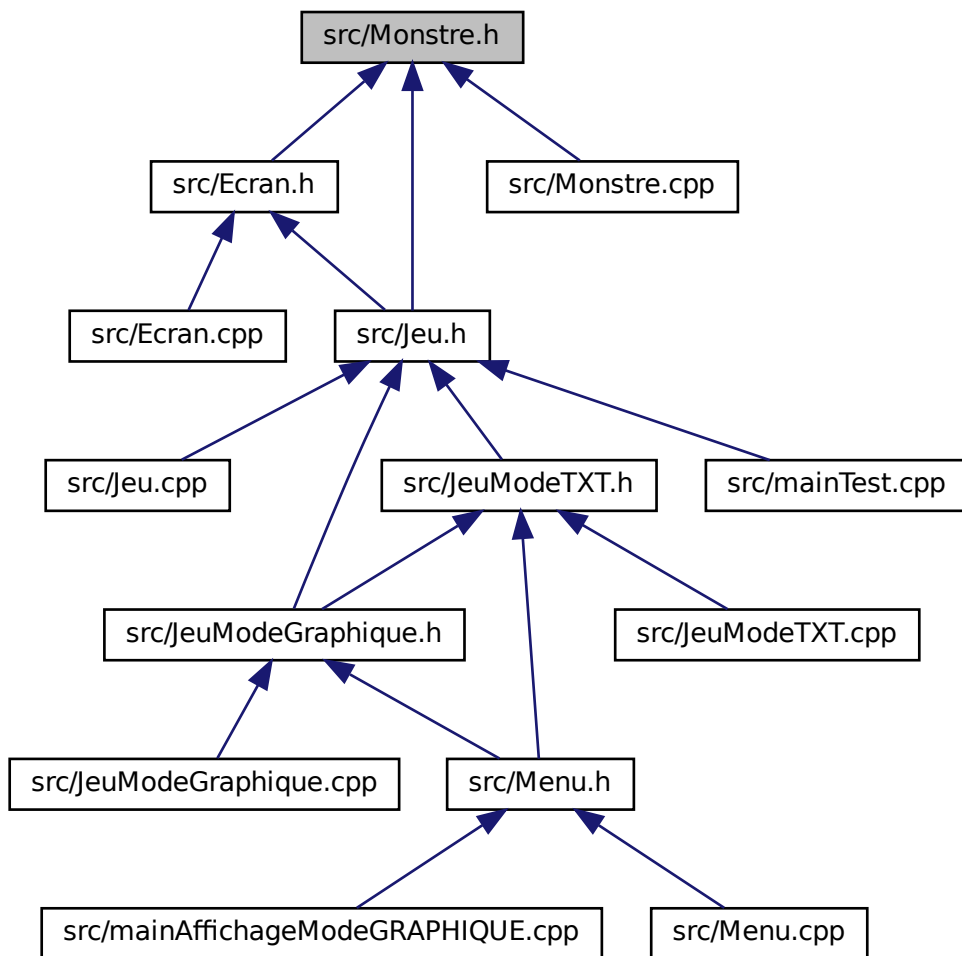 src/Monstre.h
src/Ecran.h
src/Monstre.cpp
src/Ecran.cpp
src/Jeu.h
src/Jeu.cpp
src/JeuModeTXT.h
src/mainTest.cpp
src/JeuModeGraphique.h
src/JeuModeTXT.cpp
src/JeuModeGraphique.cpp
src/Menu.h
src/mainAffichageModeGRAPHIQUE.cpp
src/Menu.cpp